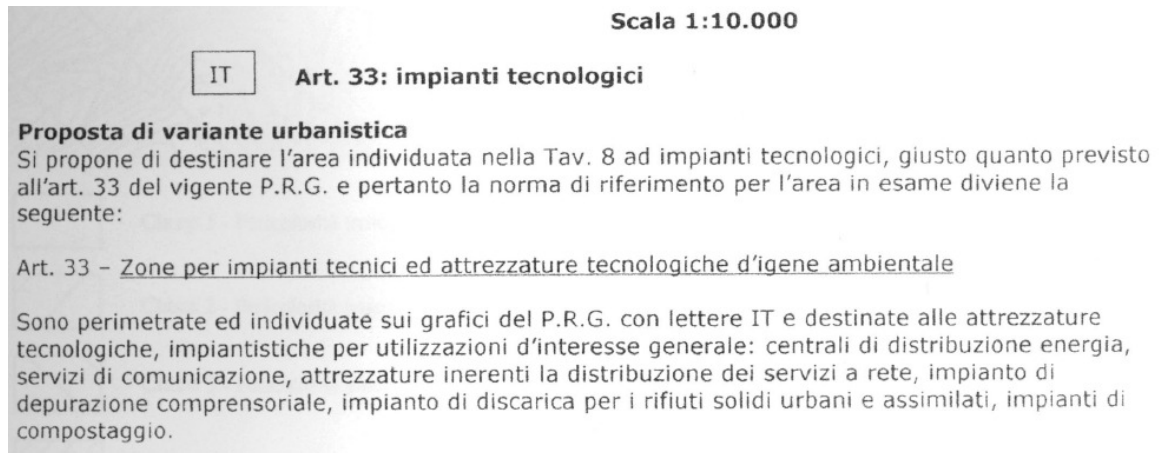 Scala 1:10.000
IT Art. 33: impianti tecnologici
Proposta di variante urbanistica
Si propone di destinare l'area individuata nella Tav. 8 ad impianti tecnologici, giusto quanto previsto
all'art. 33 del vigente P.R.G. e pertanto la norma di riferimento per l'area in esame diviene la
seguente:
Art. 33 – Zone per impianti tecnici ed attrezzature tecnologiche d'igene ambientale
Sono perimetrate ed individuate sui grafici del P.R.G. con lettere IT e destinate alle attrezzature
tecnologiche, impiantistiche per utilizzazioni d'interesse generale: centrali di distribuzione energia,
servizi di comunicazione, attrezzature inerenti la distribuzione dei servizi a rete, impianto di
depurazione comprensoriale, impianto di discarica per i rifiuti solidi urbani e assimilati, impianti di
compostaggio.